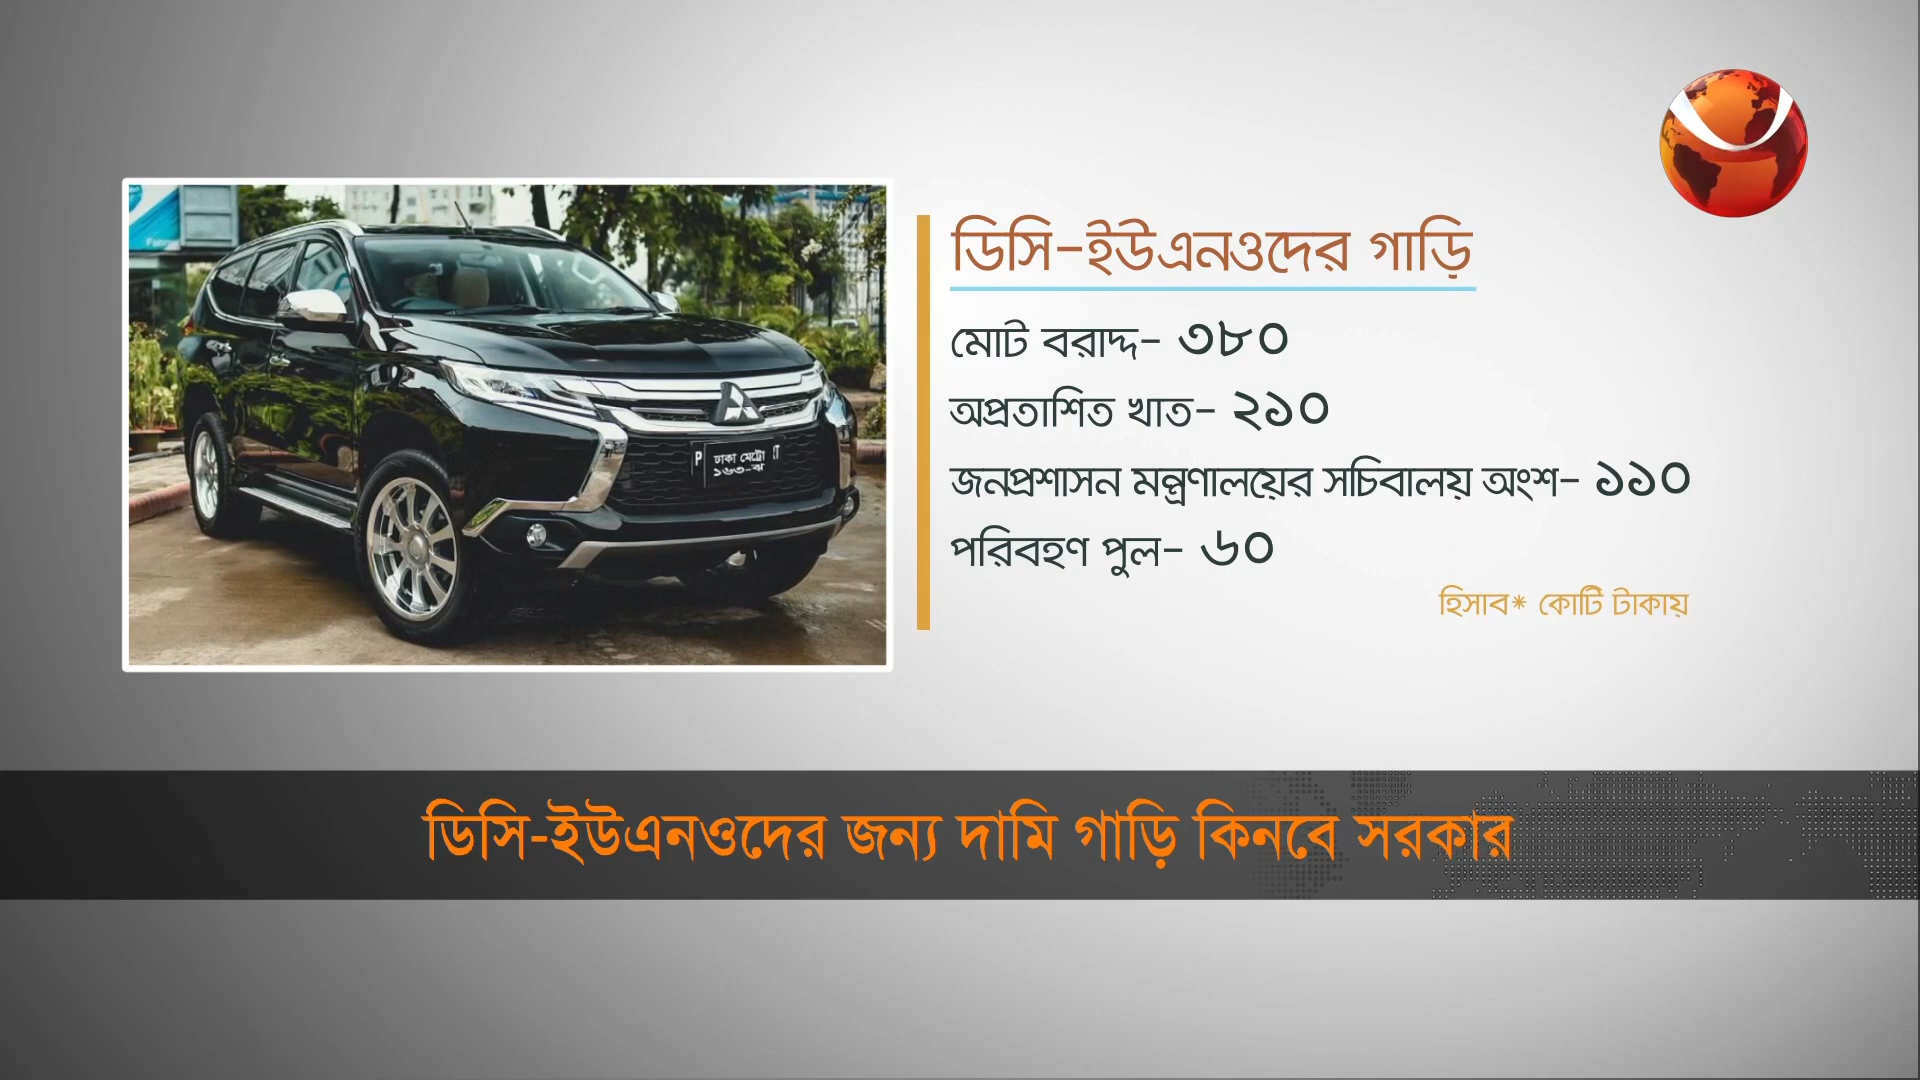 ডিসি-ইউএনওদের গাড়ি
মোট বরাদ্দ- ৩৮০
অপ্রতাশিত খাত- ২১০
জনপ্রশাসন মন্ত্রণালয়ের সচিবালয় অংশ- ১১০
পরিবহণ পুল- ৬০
হিসাব* কোটি টাকায়
ঢাকা মেট্রো
১৬৩-ঝ
ডিসি-ইউএনওদের জন্য দামি গাড়ি কিনবে সরকার